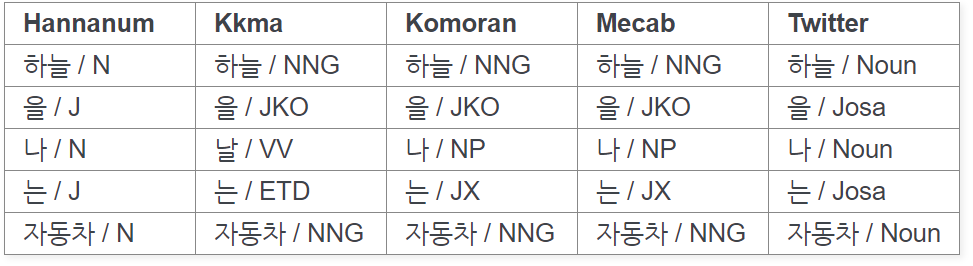 Hannanum Kkma Komoran Mecab Twitter
하늘 / N 하늘 / NNG 하늘 / NNG 하늘 / NNG 하늘 / Noun
을 / J 을 / JKO 을 / JKO 을 / JKO 을 / Josa
나 / N 날 / VV 나 / NP 나 / NP 나 / Noun
는 / J 는 / ETD 는 / JX 는 / JX 는 / Josa
자동차 / N 자동차 / NNG 자동차 / NNG 자동차 / NNG 자동차 / Noun